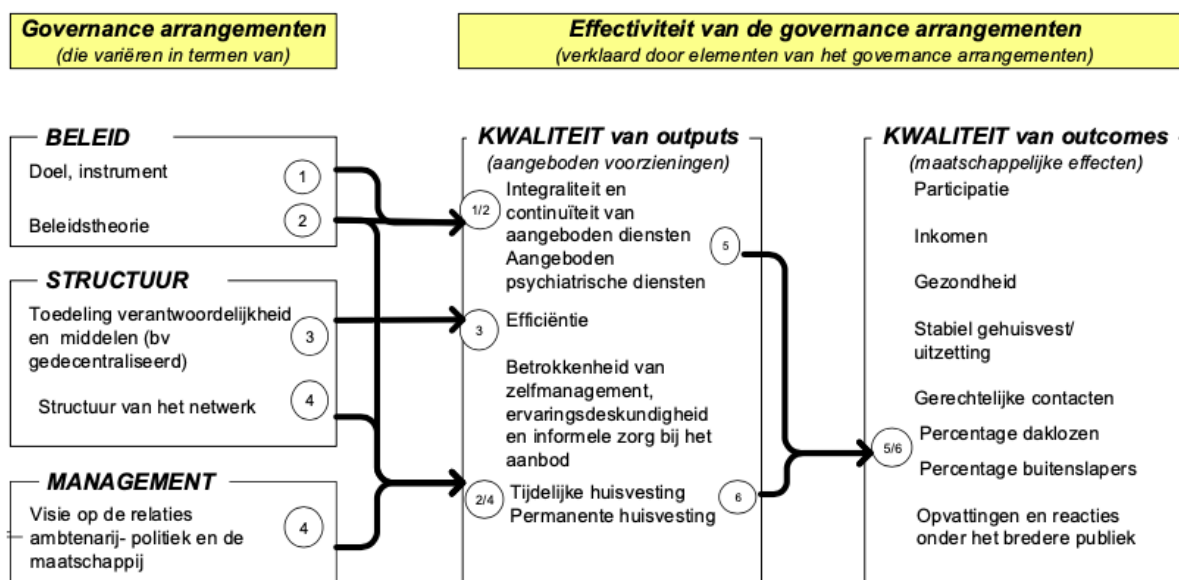 Governance arrangementen
(die variëren in termen van)
Effectiviteit van de governance arrangementen
(verklaard door elementen van het governance arrangementen)
BELEID
Doel, instrument
1
Beleidstheorie
2
STRUCTUUR
Toedeling verantwoordelijkheid
en middelen (bv
gedecentraliseerd)
3
Structuur van het netwerk
4
MANAGEMENT
Visie op de relaties
ambtenarij- politiek en de
maatschappij
4
KWALITEIT van outputs
(aangeboden voorzieningen)
1/2
Integraliteit en
continuïteit van
aangeboden diensten
Aangeboden
psychiatrische diensten
5
3
Efficiëntie
Betrokkenheid van
zelfmanagement,
ervaringsdeskundigheid
en informele zorg bij het
aanbod
2/4
Tijdelijke huisvesting
Permanente huisvesting
6
KWALITEIT van outcomes
(maatschappelijke effecten)
Participatie
Inkomen
Gezondheid
Stabiel gehuisvest/
uitzetting
Gerechtelijke contacten
5/6
Percentage daklozen
Percentage buitenslapers
Opvattingen en reacties
onder het bredere publiek